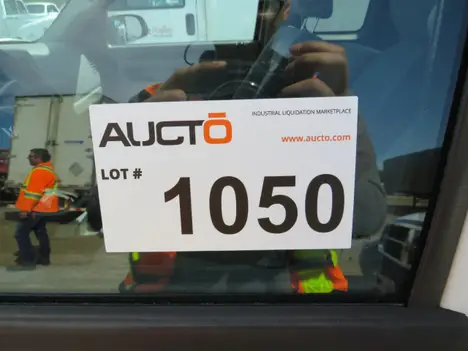 AUCTŌ
INDUSTRIAL LIQUIDATION MARKETPLACE
www.aucto.com
LOT #
1050